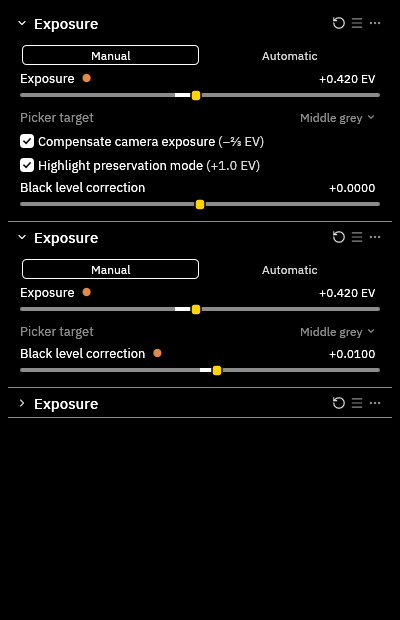 Exposure
Manual Automatic
Exposure +0.420 EV
Picker target Middle grey
Compensate camera exposure (−⅔ EV)
Highlight preservation mode (+1.0 EV)
Black level correction +0.0000
Exposure
Manual Automatic
Exposure +0.420 EV
Picker target Middle grey
Black level correction +0.0100
Exposure